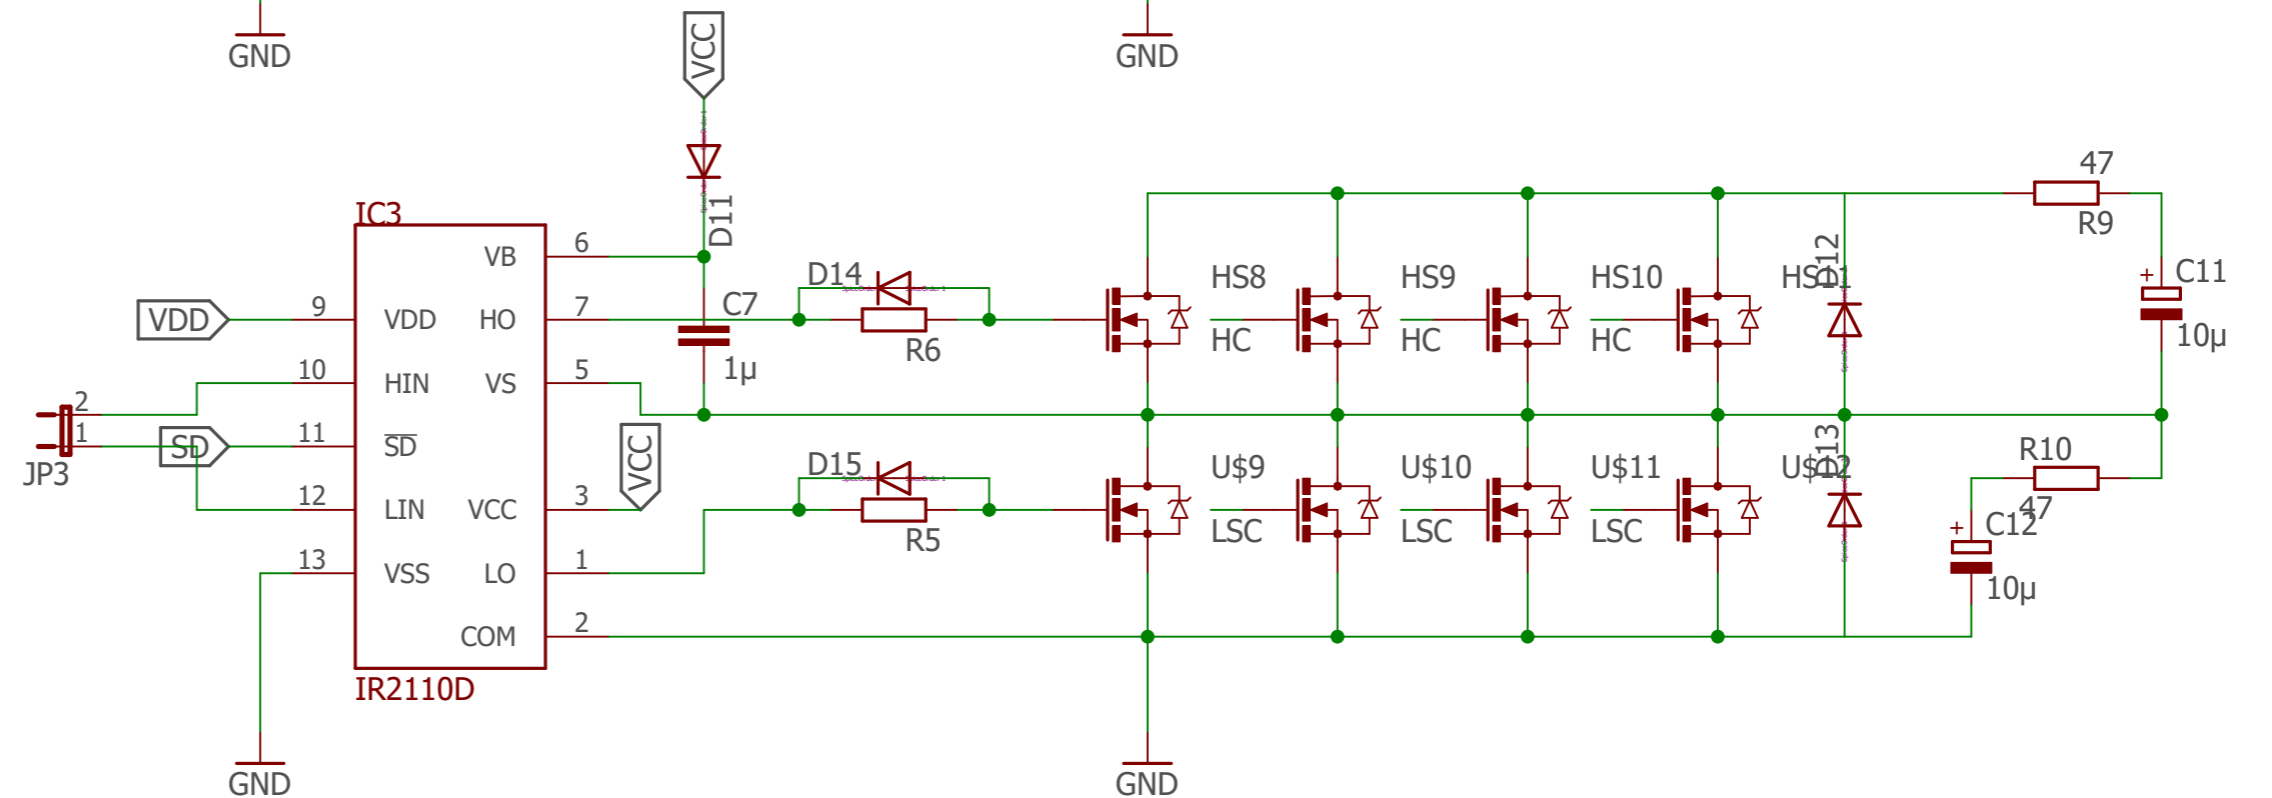 GND
GND
VCC
D11
IC3
VB
6
VDD
9
VDD
HO
7
10
HIN
VS
5
2
1
JP3
SD
11
SD
12
LIN
VCC
3
VCC
13
VSS
LO
1
COM
2
IR2110D
GND
C7
1µ
D14
R6
D15
R5
HS8
HC
HS9
HC
HS10
HC
HS11
D12
U$9
LSC
U$10
LSC
U$11
LSC
U$12
D13
47
R9
+
C11
10µ
R10
47
+
C12
10µ
GND